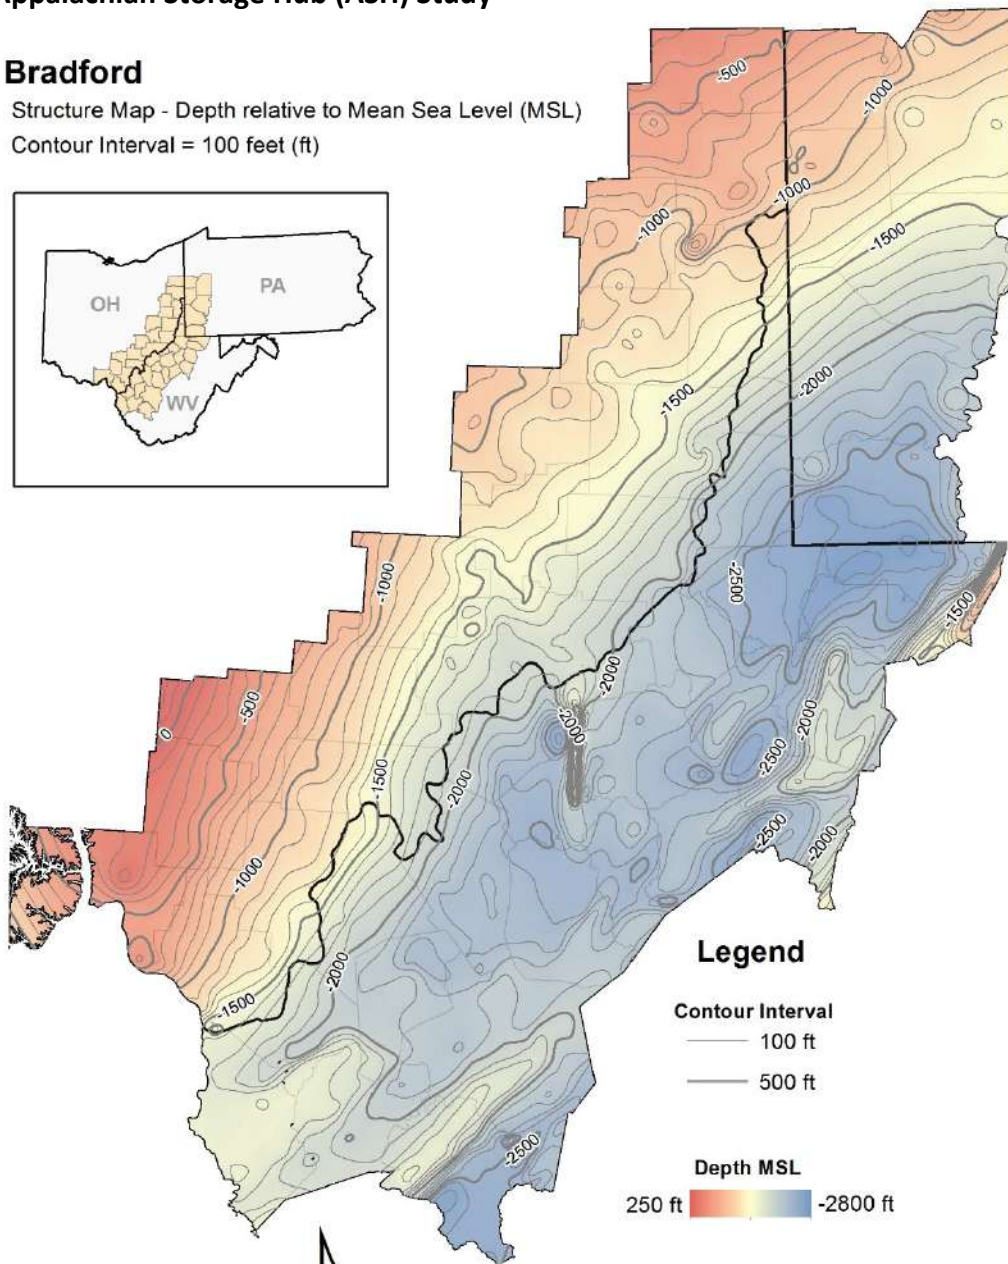 Appalachian Storage Hub (ASH) Study
Bradford
Structure Map - Depth relative to Mean Sea Level (MSL)
Contour Interval = 100 feet (ft)
OH
PA
WV
-500
-1000
-1000
-1000
-1500
-2000
-1500
-1000
-2500
-1500
-500
0
-2000
-2000
-2000
-2500
-1500
-2000
-2500
-2000
-1000
-2000
-1500
-2500
Legend
Contour Interval
100 ft
500 ft
Depth MSL
250 ft
-2800 ft